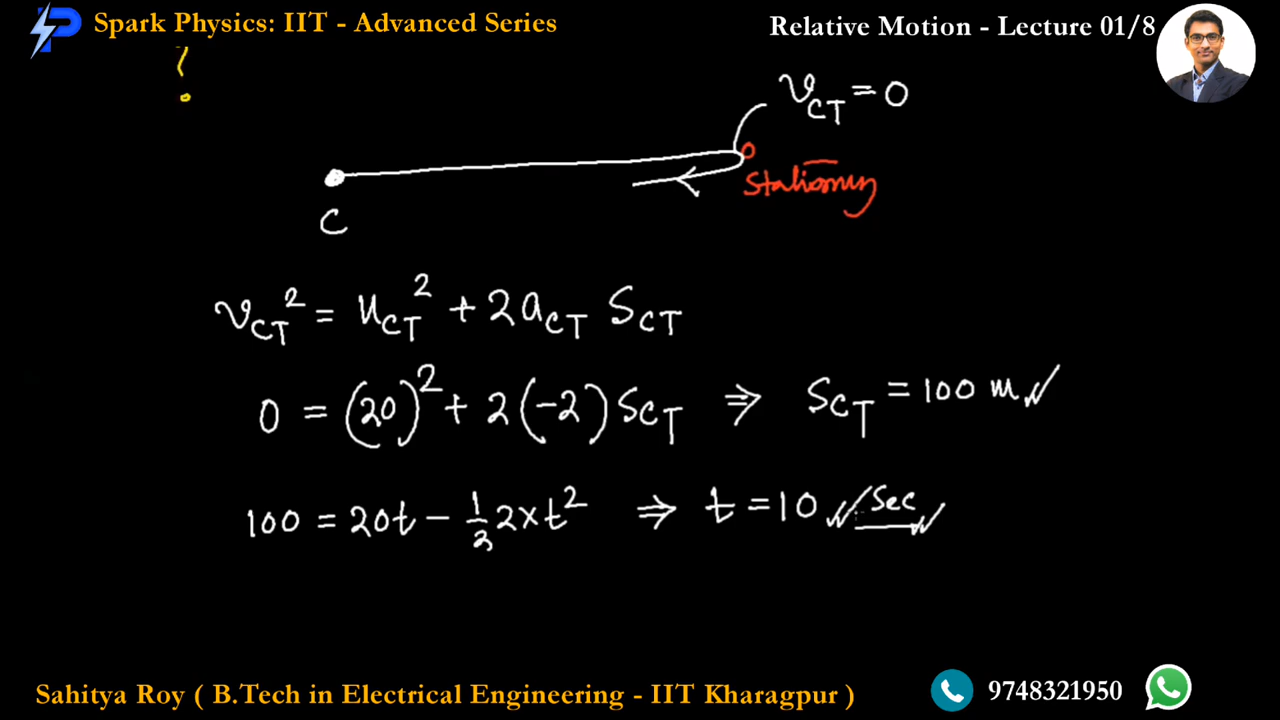 Spark Physics: IIT - Advanced Series
Relative Motion - Lecture 01/8
?
v_CT = 0
Stationary
C
v_CT² = u_CT² + 2a_CT S_CT
0 = (20)² + 2(-2) S_CT ⇒ S_CT = 100 m ✓
100 = 20t - ½ 2 × t² ⇒ t = 10 ✓ Sec ✓
Sahitya Roy ( B.Tech in Electrical Engineering - IIT Kharagpur )
9748321950